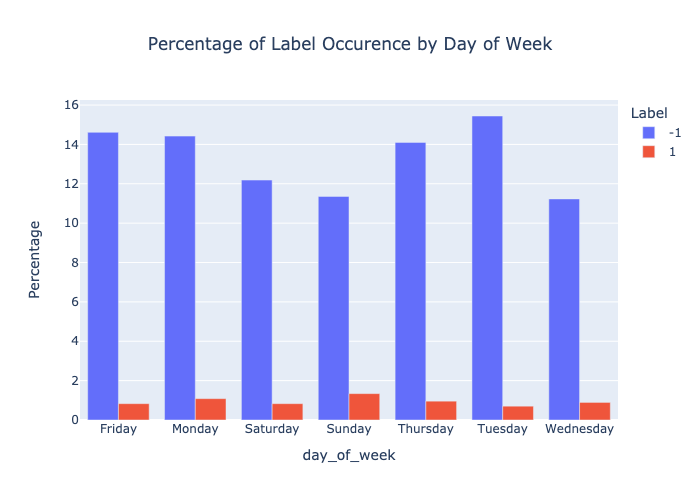 Percentage of Label Occurence by Day of Week
Label
-1
1
16
14
12
10
8
6
4
2
0
Percentage
Friday Monday Saturday Sunday Thursday Tuesday Wednesday
day_of_week